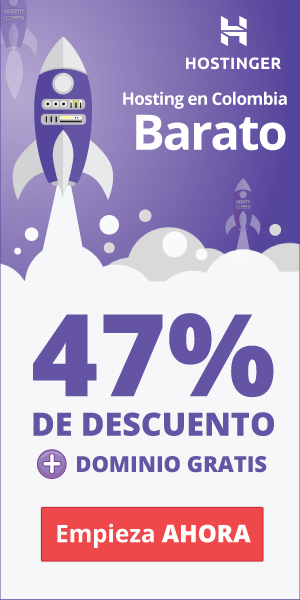 HOSTINGER
Hosting en Colombia
Barato
47%
DE DESCUENTO
+ DOMINIO GRATIS
Empieza AHORA